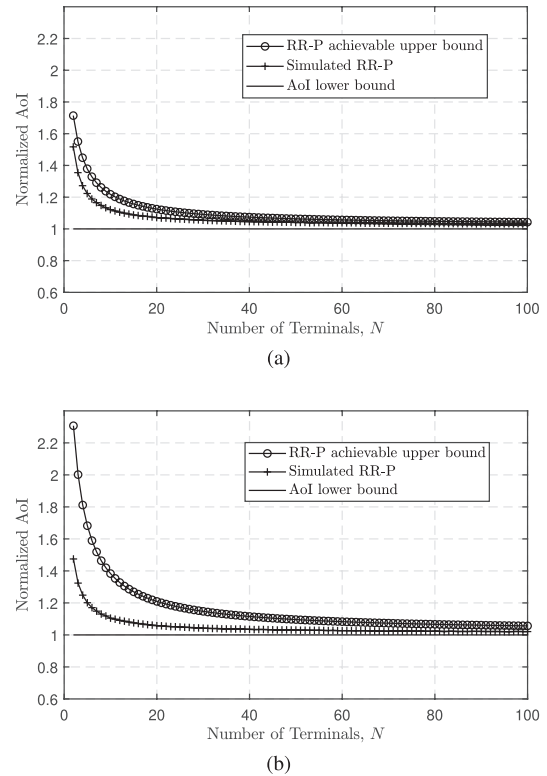 2.2
2
1.8
1.6
1.4
1.2
1
0.8
0.6
Normalized AoI
RR-P achievable upper bound
Simulated RR-P
AoI lower bound
0 20 40 60 80 100
Number of Terminals, N
(a)
2.2
2
1.8
1.6
1.4
1.2
1
0.8
0.6
Normalized AoI
RR-P achievable upper bound
Simulated RR-P
AoI lower bound
0 20 40 60 80 100
Number of Terminals, N
(b)